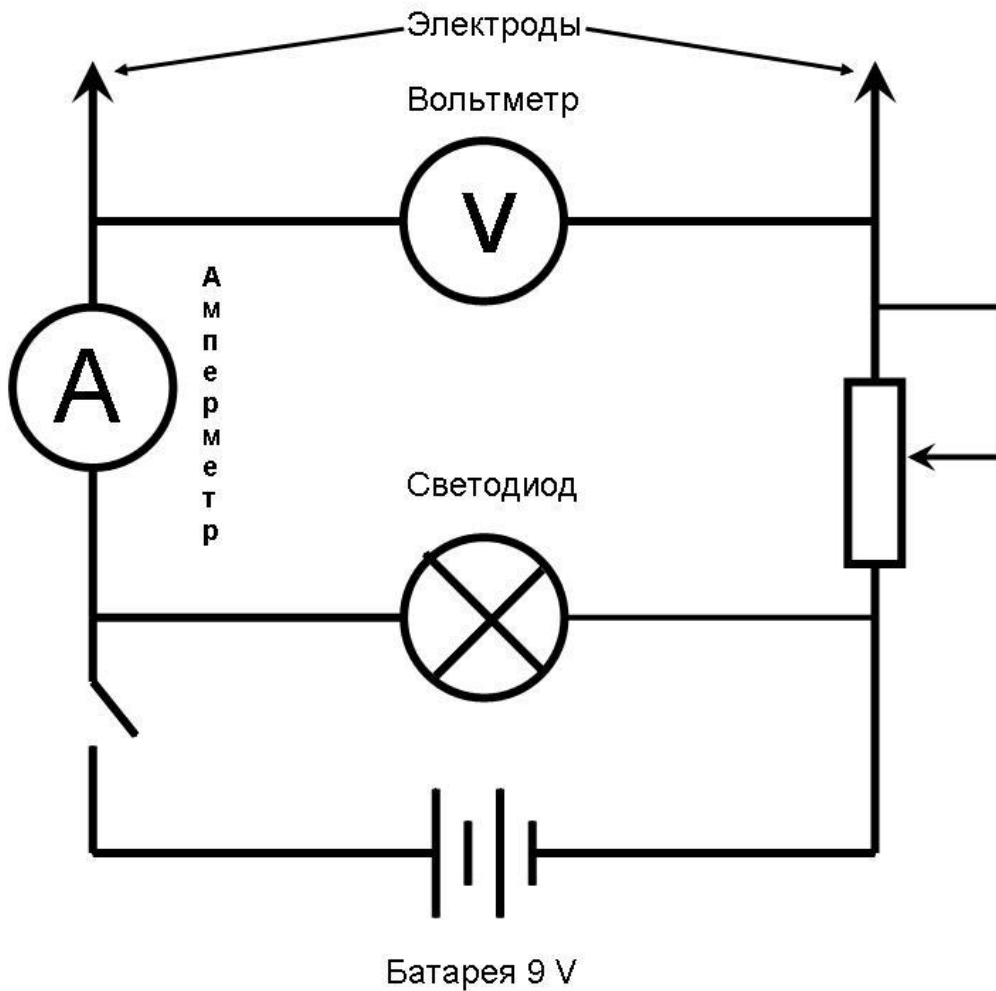 Электроды
Вольтметр
V
Амперметр
A
Светодиод
Батарея 9 V